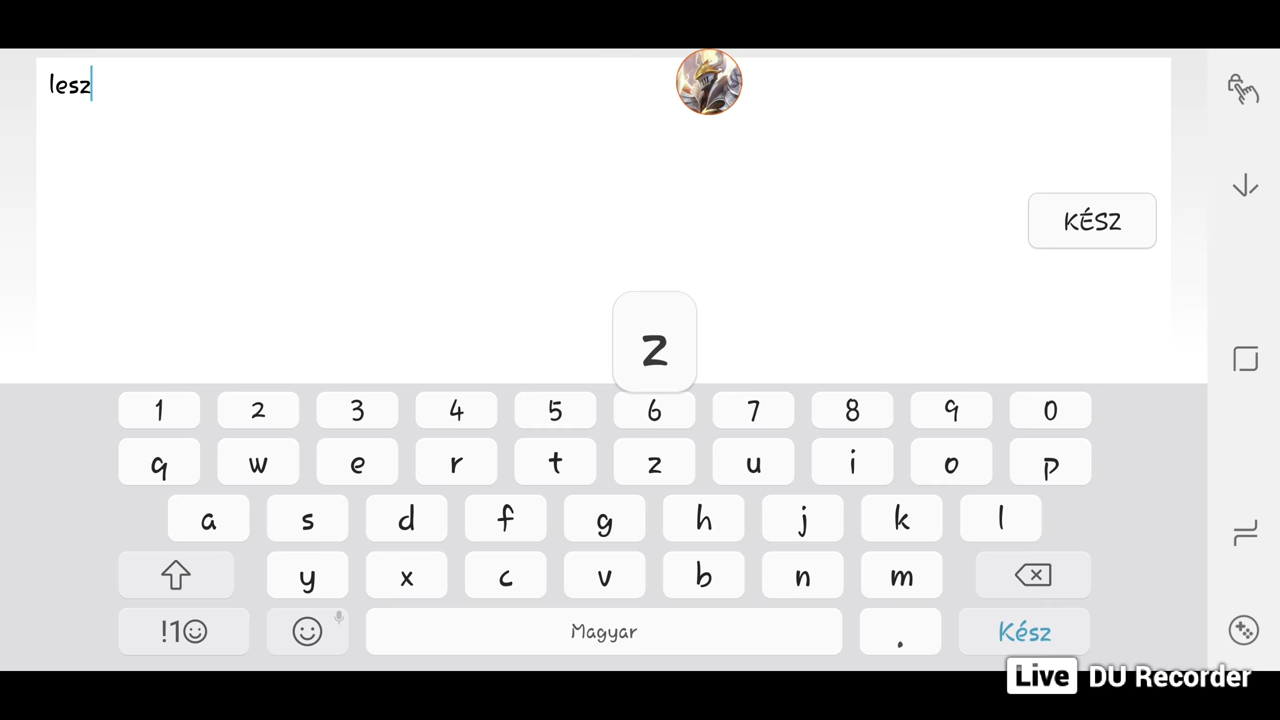 lesz
KÉSZ
z
1 2 3 4 5 6 7 8 9 0
q w e r t z u i o p
a s d f g h j k l
y x c v b n m
!1☺ Magyar . Kész
Live DU Recorder